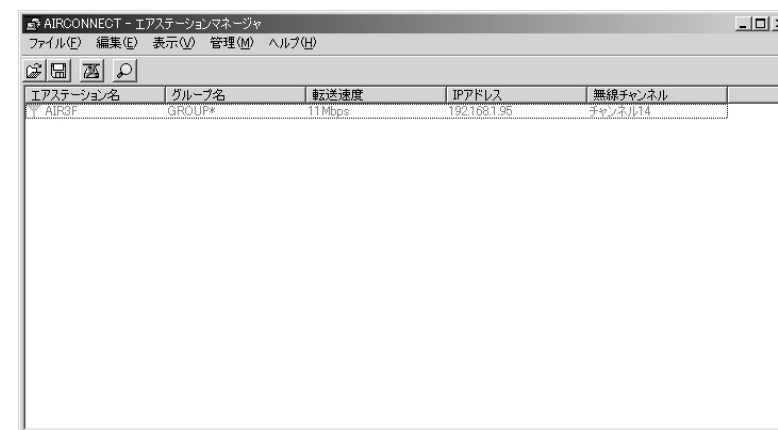 AIRCONNECT - エアステーションマネージャ
ファイル(F) 編集(E) 表示(V) 管理(M) ヘルプ(H)
エアステーション名 グループ名 転送速度 IPアドレス 無線チャンネル
AIR3F GROUP* 11Mbps 192.168.1.95 チャンネル14